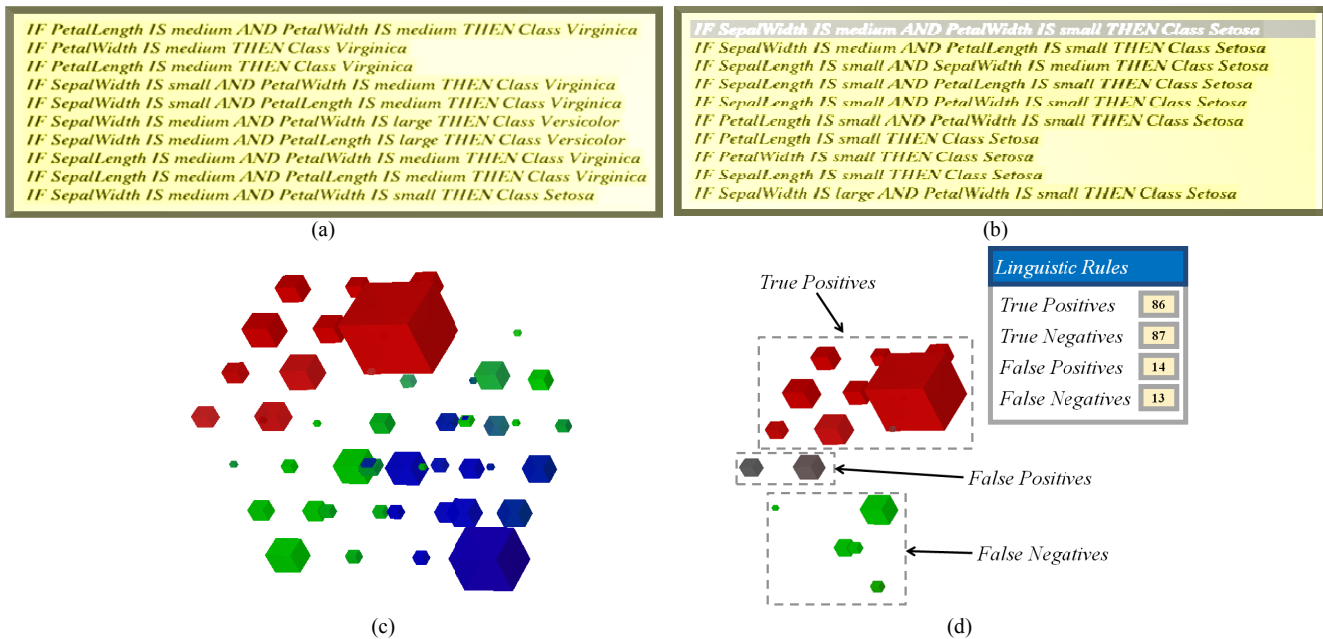 IF PetalLength IS medium AND PetalWidth IS medium THEN Class Virginica
IF PetalWidth IS medium THEN Class Virginica
IF PetalLength IS medium THEN Class Virginica
IF SepalWidth IS small AND PetalWidth IS medium THEN Class Virginica
IF SepalWidth IS small AND PetalLength IS medium THEN Class Virginica
IF SepalWidth IS medium AND PetalWidth IS large THEN Class Versicolor
IF SepalWidth IS medium AND PetalLength IS large THEN Class Versicolor
IF SepalLength IS medium AND PetalWidth IS medium THEN Class Virginica
IF SepalLength IS medium AND PetalLength IS medium THEN Class Virginica
IF SepalWidth IS medium AND PetalWidth IS small THEN Class Setosa
(a)
IF SepalWidth IS medium AND PetalWidth IS small THEN Class Setosa
IF SepalWidth IS medium AND PetalLength IS small THEN Class Setosa
IF SepalLength IS small AND SepalWidth IS medium THEN Class Setosa
IF SepalLength IS small AND PetalLength IS small THEN Class Setosa
IF SepalLength IS small AND PetalWidth IS small THEN Class Setosa
IF PetalLength IS small AND PetalWidth IS small THEN Class Setosa
IF PetalLength IS small THEN Class Setosa
IF PetalWidth IS small THEN Class Setosa
IF SepalLength IS small THEN Class Setosa
IF SepalWidth IS large AND PetalWidth IS small THEN Class Setosa
(b)
(c)
True Positives
False Positives
False Negatives
Linguistic Rules
True Positives 86
True Negatives 87
False Positives 14
False Negatives 13
(d)